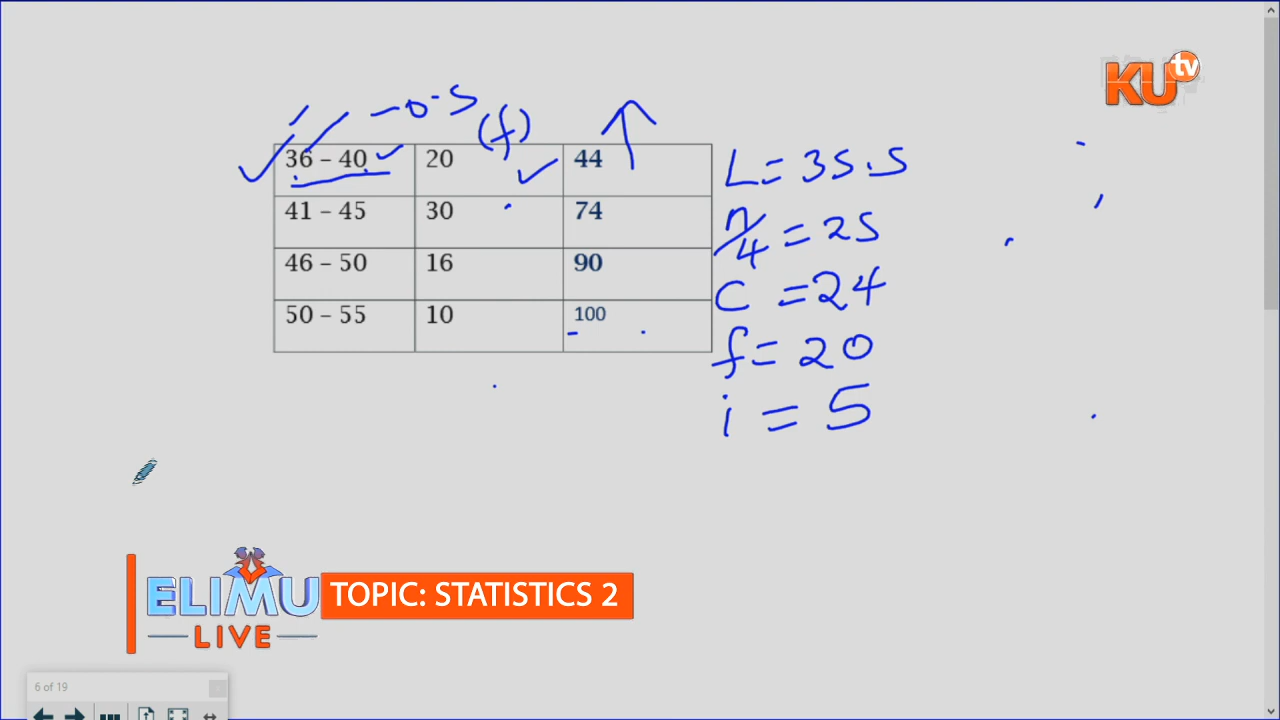 KU tv
- 0.5
(f)
36 – 40 20 44
41 – 45 30 74
46 – 50 16 90
50 – 55 10 100
L = 35.5
n/4 = 25
C = 24
f = 20
i = 5
ELIMU
LIVE
TOPIC: STATISTICS 2
6 of 19